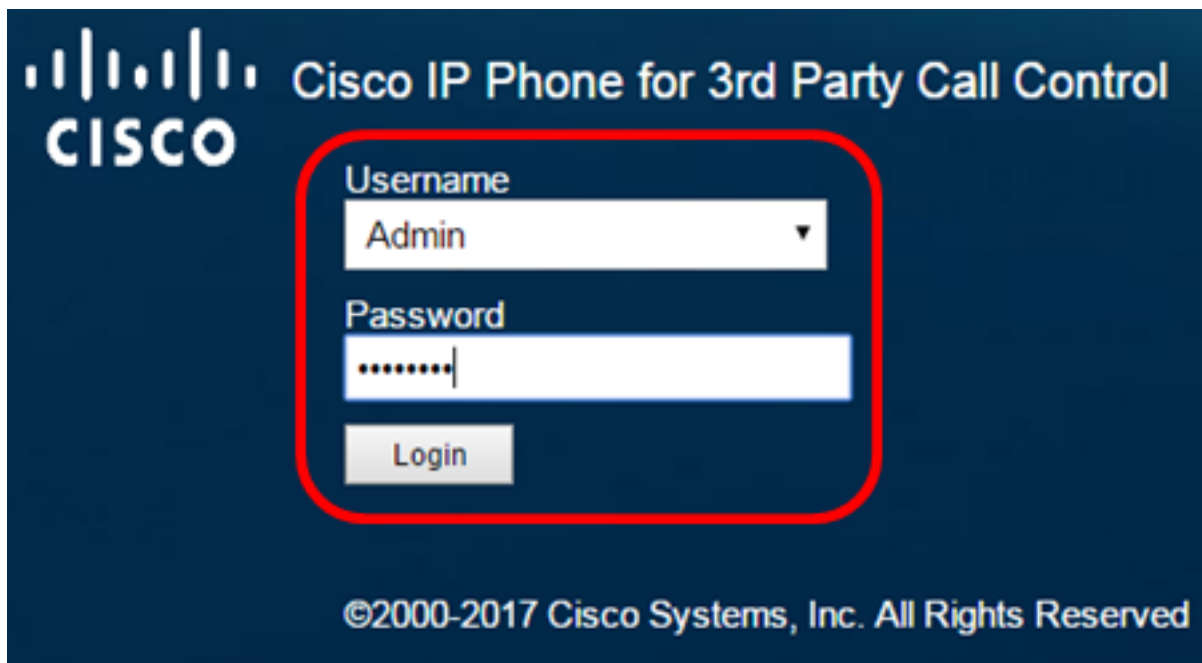 Cisco IP Phone for 3rd Party Call Control
CISCO
Username
Admin
Password
••••••••
Login
©2000-2017 Cisco Systems, Inc. All Rights Reserved